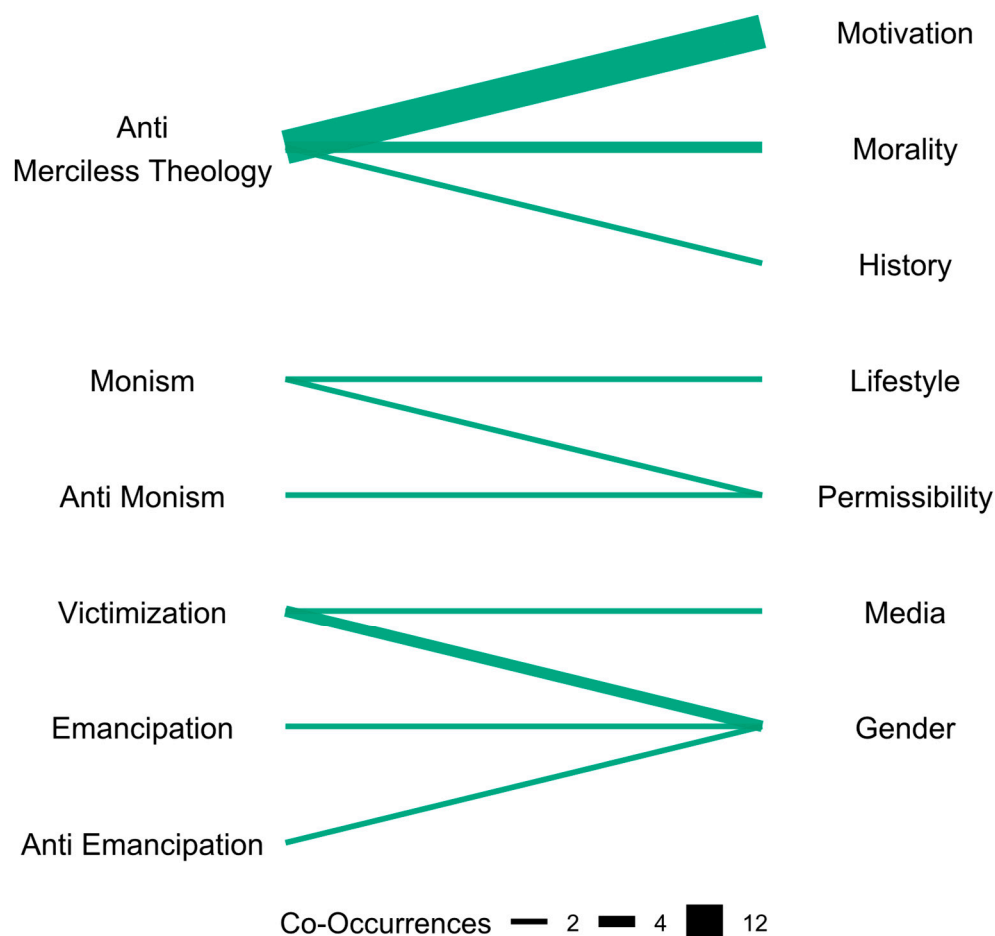 Motivation
Anti
Merciless Theology
Morality
History
Monism
Lifestyle
Anti Monism
Permissibility
Victimization
Media
Emancipation
Gender
Anti Emancipation
Co-Occurrences 2 4 12